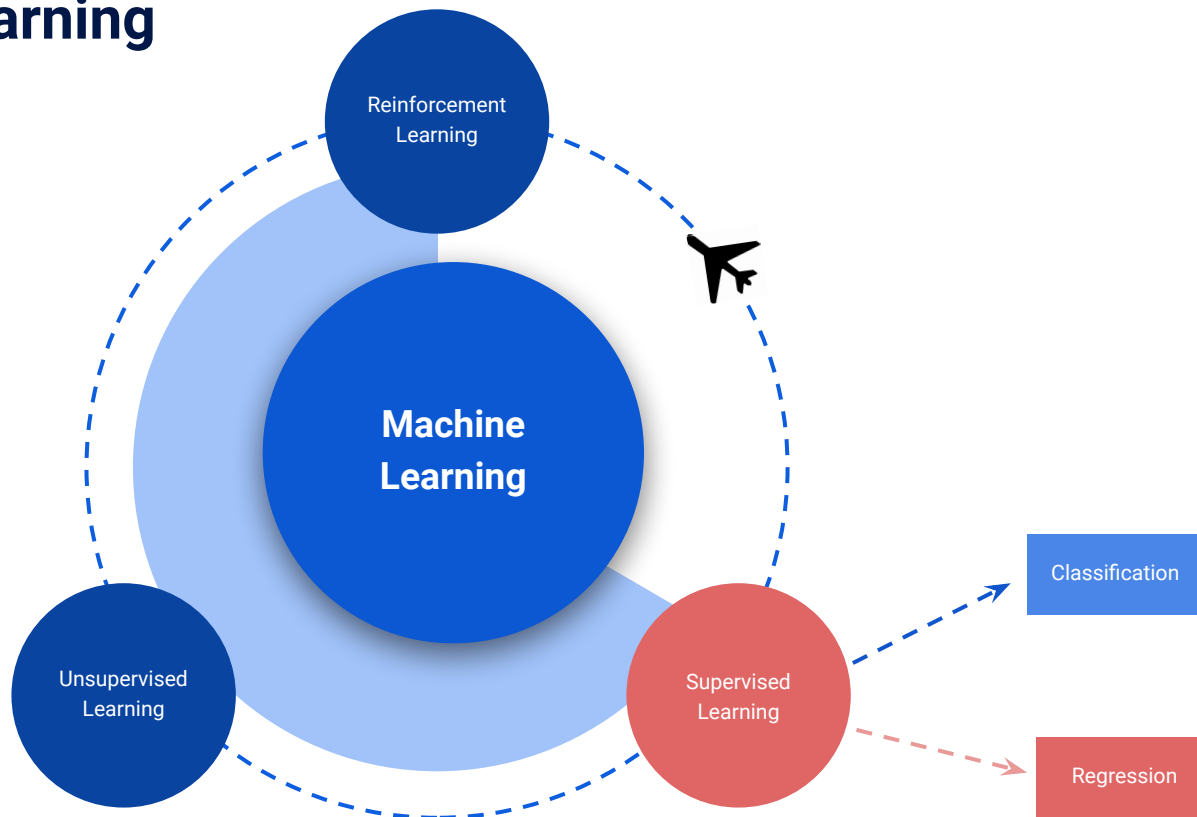 arning
Reinforcement
Learning
Machine
Learning
Classification
Unsupervised
Learning
Supervised
Learning
Regression